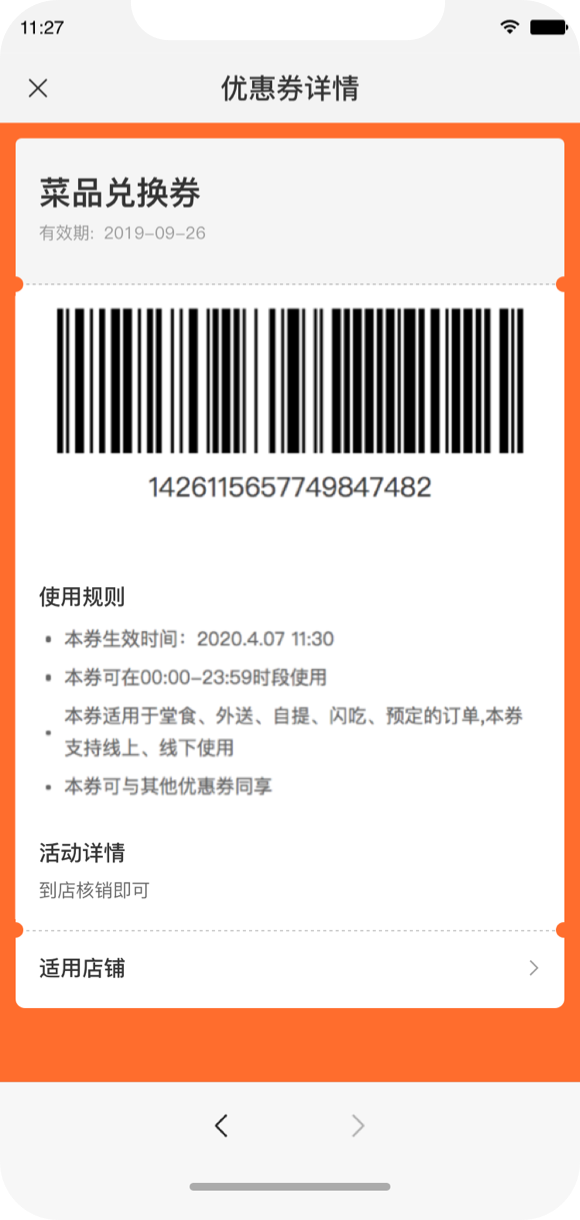 11:27
优惠券详情
菜品兑换券
有效期: 2019-09-26
1426115657749847482
使用规则
• 本券生效时间：2020.4.07 11:30
• 本券可在00:00-23:59时段使用
• 本券适用于堂食、外送、自提、闪吃、预定的订单,本券
支持线上、线下使用
• 本券可与其他优惠券同享
活动详情
到店核销即可
适用店铺